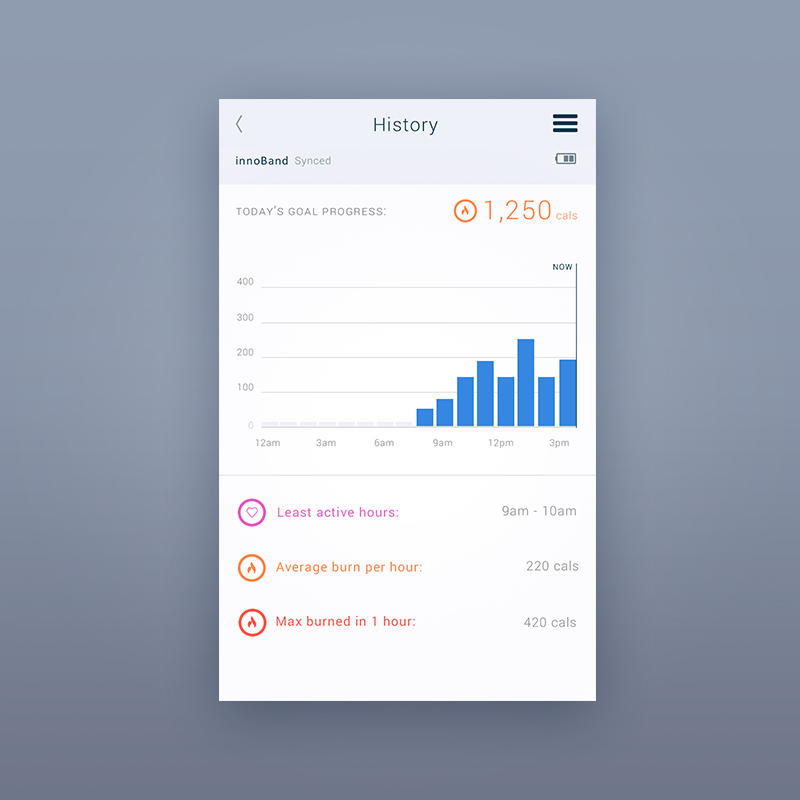 History
innoBand Synced
TODAY'S GOAL PROGRESS: 1,250 cals
NOW
400
300
200
100
0
12am 3am 6am 9am 12pm 3pm
Least active hours: 9am - 10am
Average burn per hour: 220 cals
Max burned in 1 hour: 420 cals